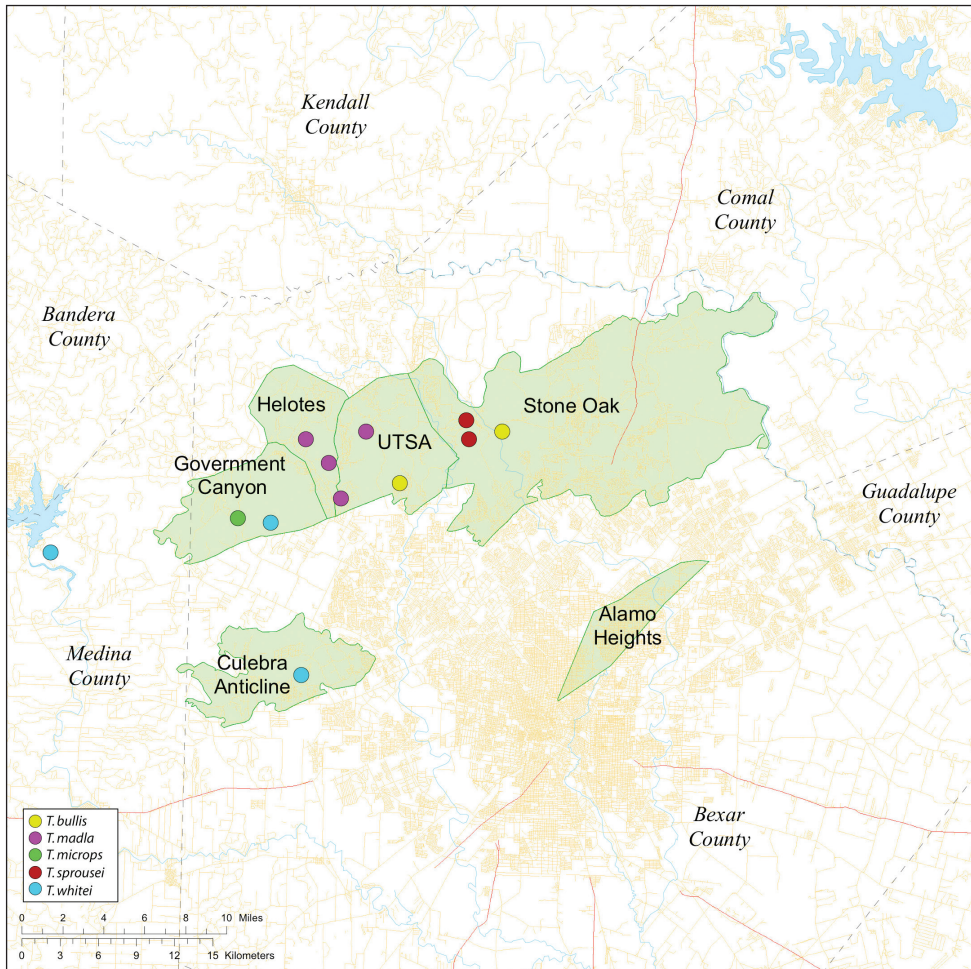 Kendall
County
Comal
County
Bandera
County
Helotes
Stone Oak
UTSA
Government
Canyon
Guadalupe
County
Alamo
Heights
Medina
County
Culebra
Anticline
Bexar
County
T. bullis
T. madla
T. microps
T. sprousei
T. whitei
0 2 4 6 8 10 Miles
0 3 6 9 12 15 Kilometers